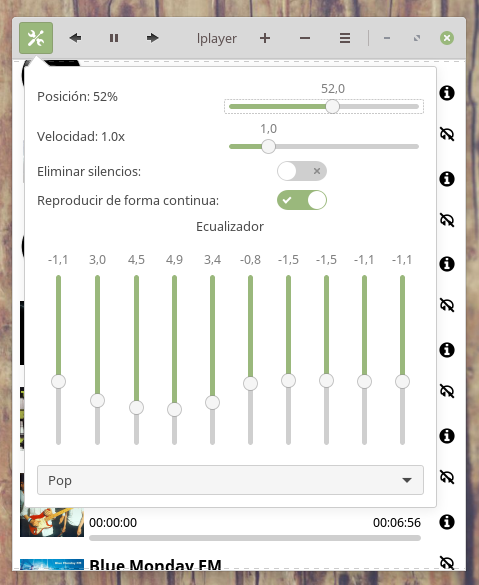 lplayer
Posición: 52%
52,0
Velocidad: 1.0x
1,0
Eliminar silencios:
Reproducir de forma continua:
Ecualizador
-1,1 3,0 4,5 4,9 3,4 -0,8 -1,5 -1,5 -1,1 -1,1
Pop
00:00:00 00:06:56
Blue Monday FM